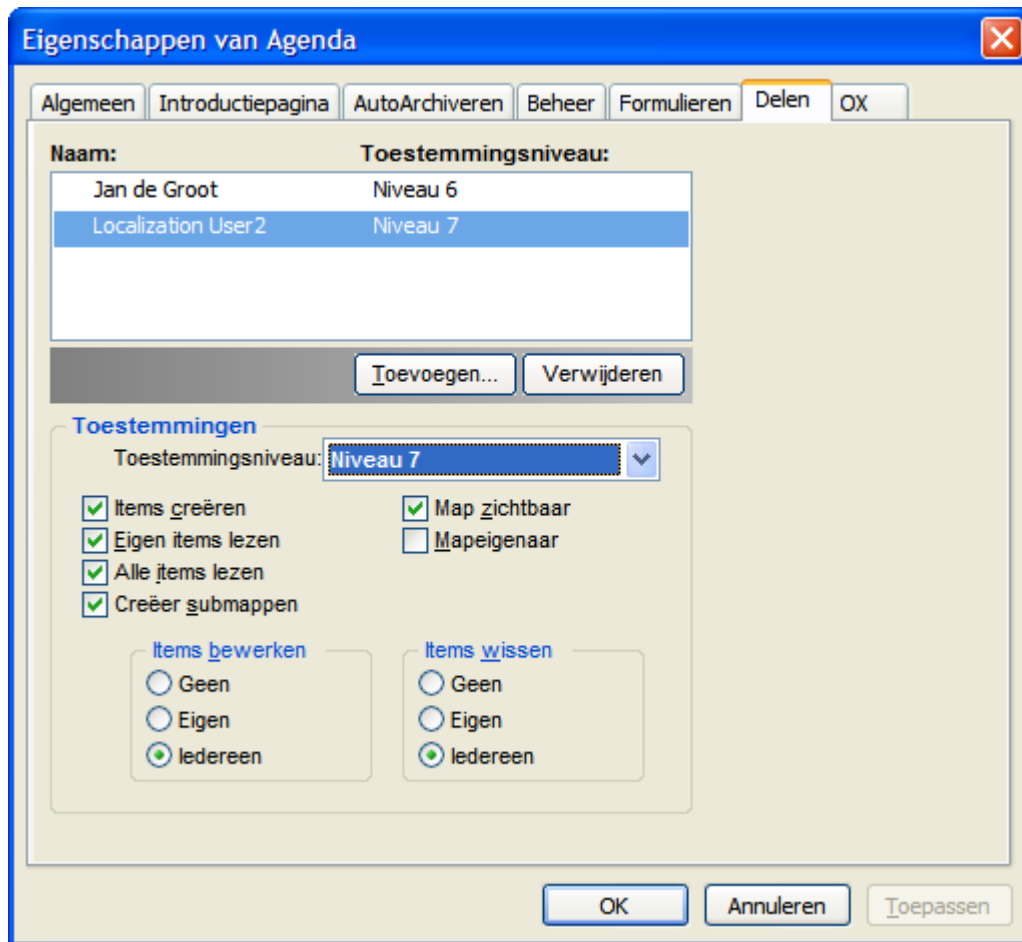 Eigenschappen van Agenda
Algemeen Introductiepagina AutoArchiveren Beheer Formulieren Delen OX
Naam: Toestemmingsniveau:
Jan de Groot Niveau 6
Localization User2 Niveau 7
Toevoegen... Verwijderen
Toestemmingen
Toestemmingsniveau: Niveau 7
Items creëren Map zichtbaar
Eigen items lezen Mapeigenaar
Alle items lezen
Creëer submappen
Items bewerken Items wissen
Geen Geen
Eigen Eigen
Iedereen Iedereen
OK Annuleren Toepassen